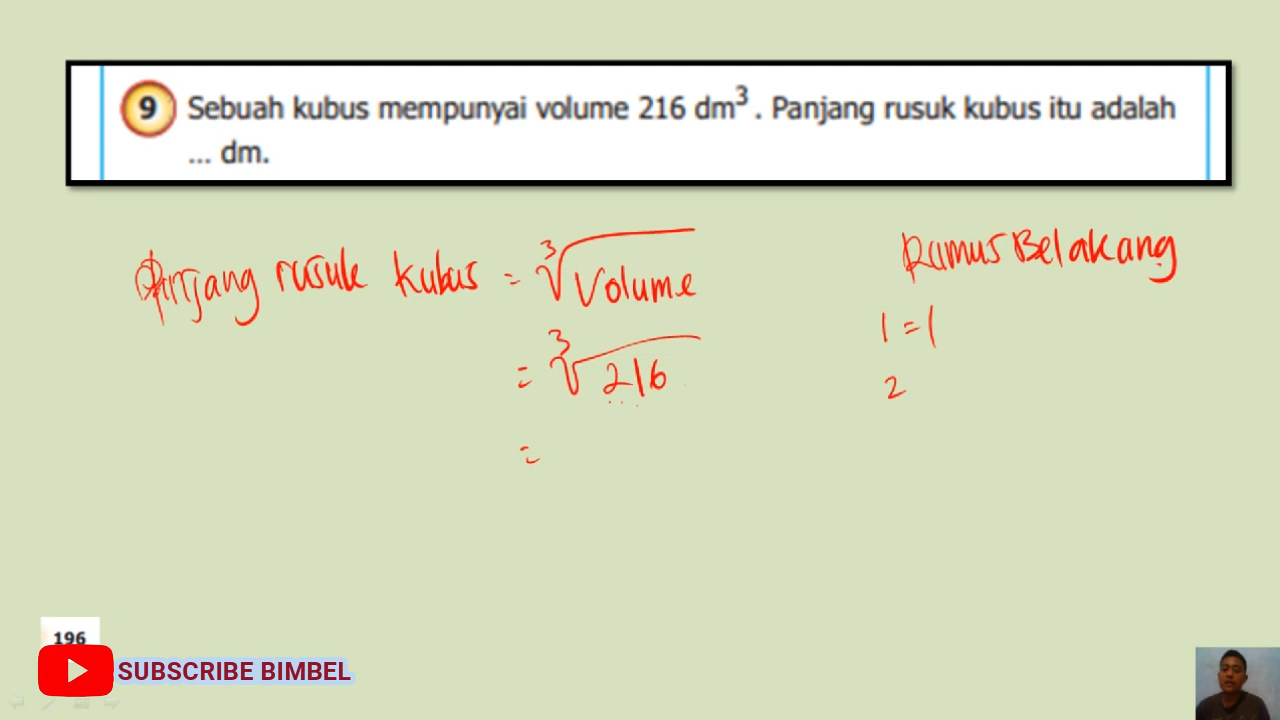 9 Sebuah kubus mempunyai volume 216 dm³. Panjang rusuk kubus itu adalah
... dm.
Panjang rusuk kubus = ∛Volume
= ∛216
=
Rumus Belakang
1 = 1
2
196
SUBSCRIBE BIMBEL